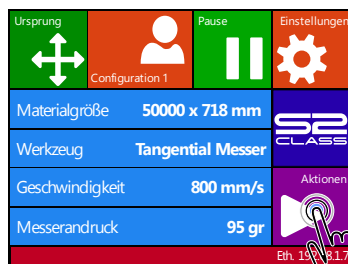 Ursprung
Configuration 1
Pause
Einstellungen
Materialgröße 50000 x 718 mm
Werkzeug Tangential Messer
Geschwindigkeit 800 mm/s
Messerandruck 95 gr
S2
CLASS
Aktionen
Eth.